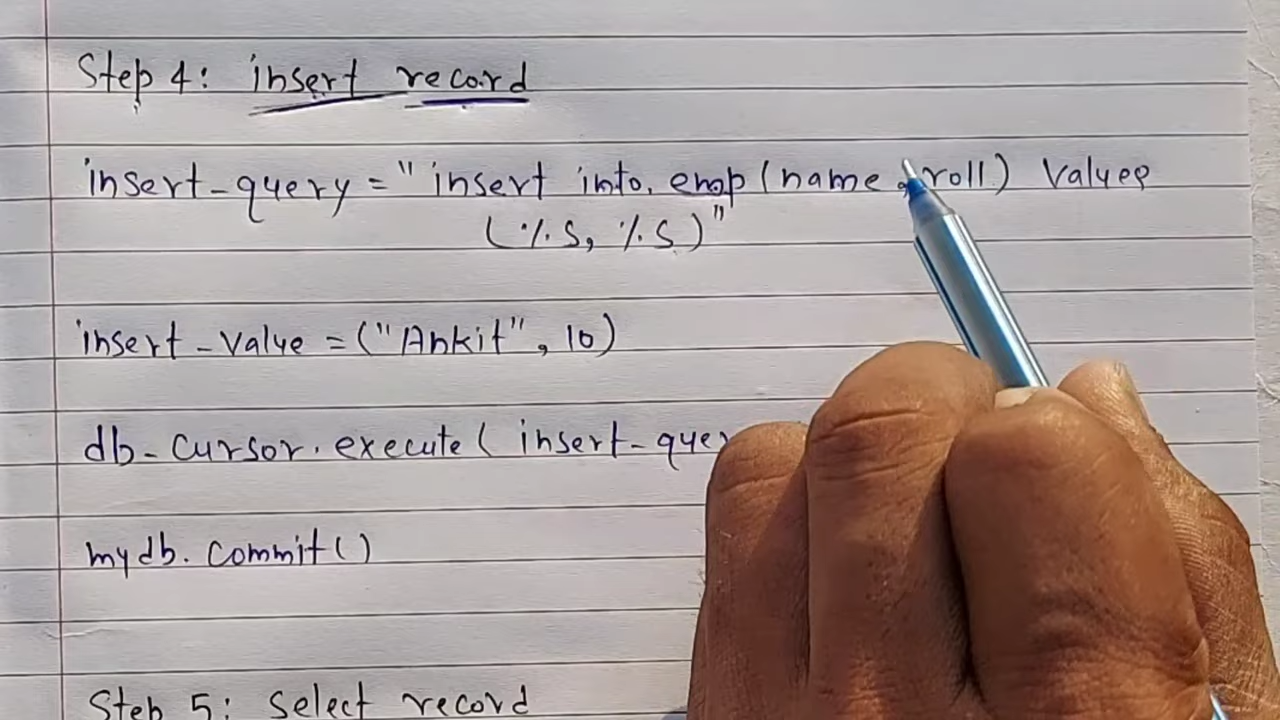 Step 4: insert record
insert-query = "insert into emp(name, roll) Values
(%s, %s)"
insert-value = ("Ankit", 10)
db-cursor.execute( insert-quer
mydb.commit()
Step 5: select record